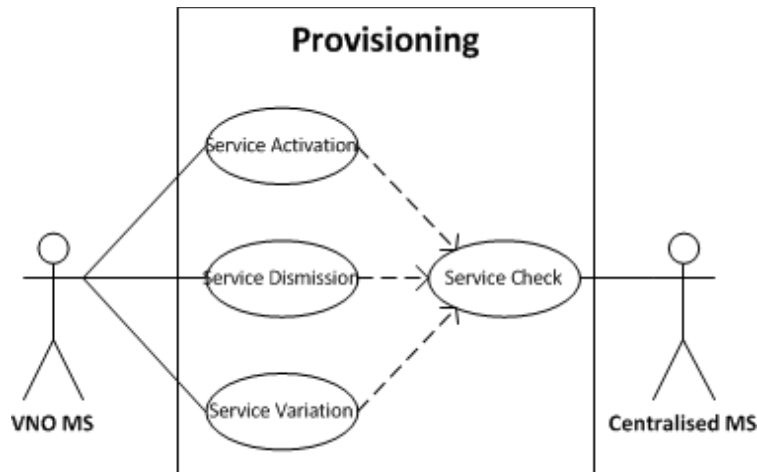 Provisioning
Service Activation
Service Dismission
Service Check
Service Variation
VNO MS
Centralised MS